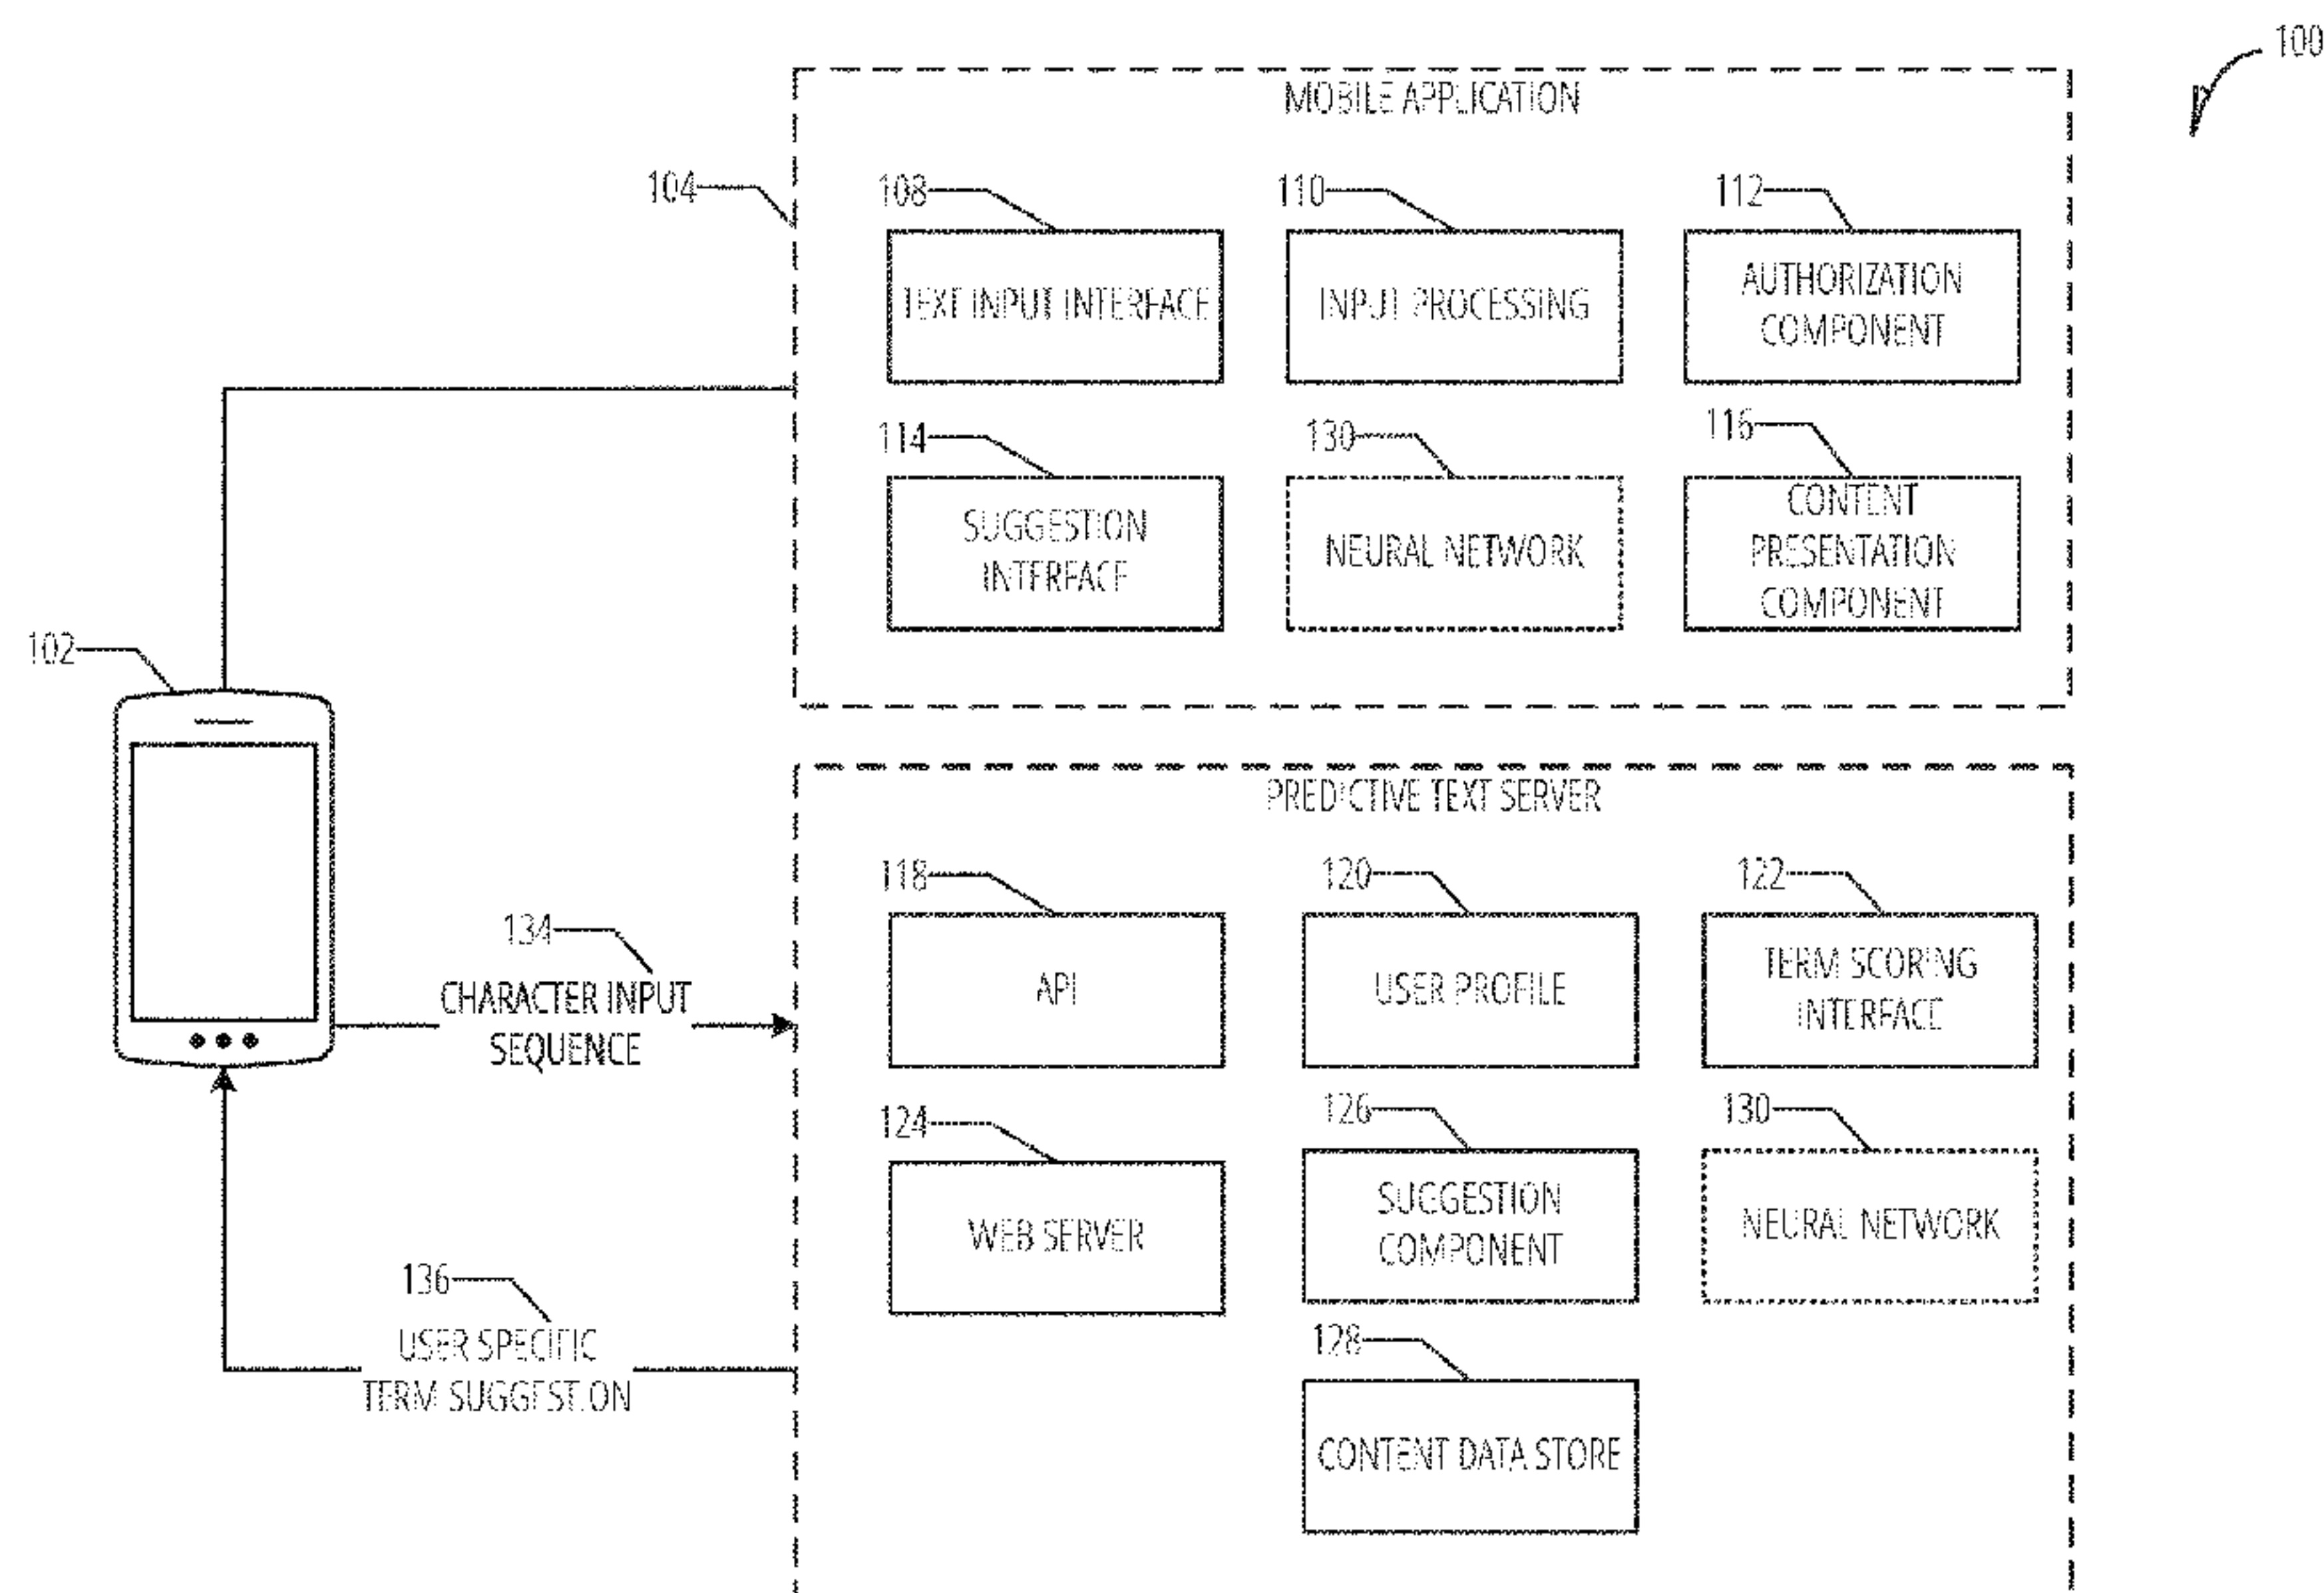 100
MOBILE APPLICATION
104
108
110
112
TEXT INPUT INTERFACE
INPUT PROCESSING
AUTHORIZATION
COMPONENT
114
130
116
SUGGESTION
INTERFACE
NEURAL NETWORK
CONTENT
PRESENTATION
COMPONENT
102
PREDICTIVE TEXT SERVER
118
120
122
API
USER PROFILE
TERM SCORING
INTERFACE
134
CHARACTER INPUT
SEQUENCE
124
126
130
WEB SERVER
SUGGESTION
COMPONENT
NEURAL NETWORK
136
USER SPECIFIC
TERM SUGGESTION
128
CONTENT DATA STORE